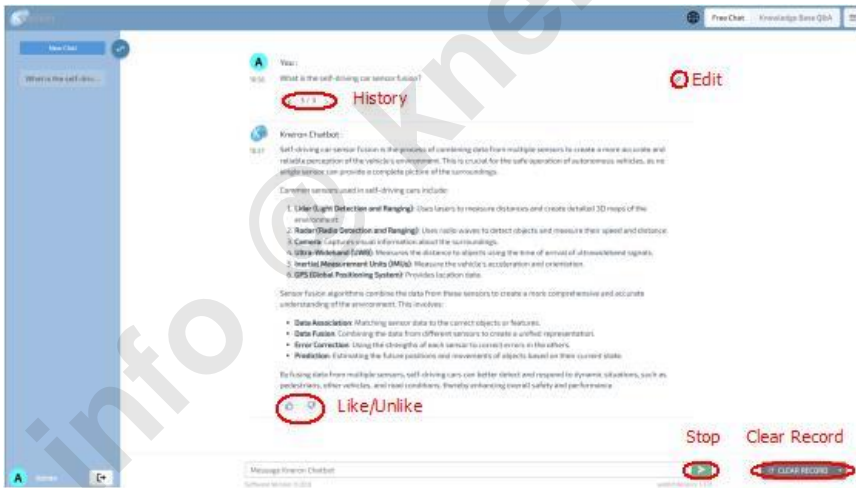 Kneron
Free Chat Knowledge Base Q&A
New Chat
What is the self-driv...
A You:
What is the self-driving car sensor fusion?
Edit
History
Kneron Chatbot:
Self-driving car sensor fusion is the process of combining data from multiple sensors to create a more accurate and
reliable perception of the vehicle's environment. This is crucial for the safe operation of autonomous vehicles, as no
single sensor can provide a complete picture of the surroundings.
Common sensors used in self-driving cars include:
1. Lidar (Light Detection and Ranging): Uses lasers to measure distances and create detailed 3D maps of the
environment.
2. Radar (Radio Detection and Ranging): Uses radio waves to detect objects and measure their speed and distance.
3. Camera: Captures visual information about the surroundings.
4. Ultra-Wideband (UWB): Measures the distance to objects using the time of arrival of ultrawideband signals.
5. Inertial Measurement Units (IMUs): Measure the vehicle's acceleration and orientation.
6. GPS (Global Positioning System): Provides location data.
Sensor fusion algorithms combine the data from these sensors to create a more comprehensive and accurate
understanding of the environment. This involves:
• Data Association: Matching sensor data to the correct objects or features.
• Data Fusion: Combining the data from different sensors to create a unified representation.
• Error Correction: Using the strengths of each sensor to correct errors in the others.
• Prediction: Estimating the future positions and movements of objects based on their current state.
By fusing data from multiple sensors, self-driving cars can better detect and respond to dynamic situations, such as
pedestrians, other vehicles, and road conditions, thereby enhancing overall safety and performance.
Like/Unlike
Stop Clear Record
Message Kneron Chatbot
CLEAR RECORD
A
Software Version
info @ kne